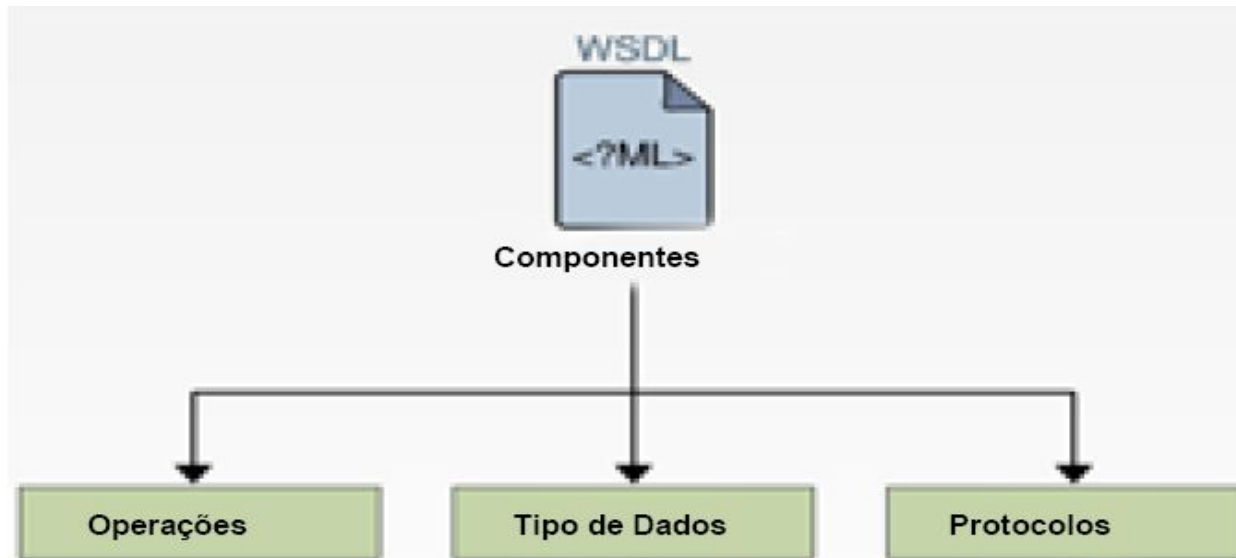 WSDL
<?ML>
Componentes
Operações
Tipo de Dados
Protocolos